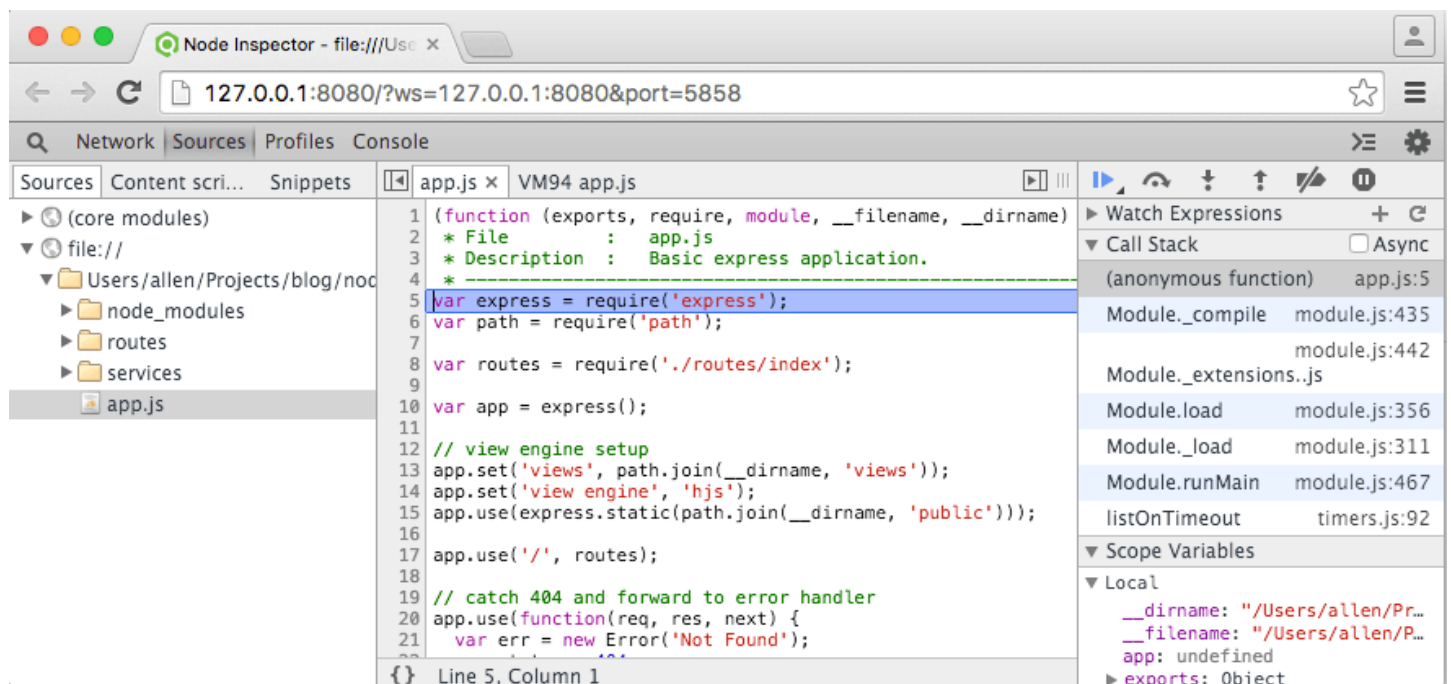 Node Inspector - file:///Use
127.0.0.1:8080/?ws=127.0.0.1:8080&port=5858
Network Sources Profiles Console
Sources Content scri... Snippets
(core modules)
file://
Users/allen/Projects/blog/nod
node_modules
routes
services
app.js
app.js × VM94 app.js
1 (function (exports, require, module, __filename, __dirname)
2 * File : app.js
3 * Description : Basic express application.
4 * ----------------------------------------
5 var express = require('express');
6 var path = require('path');
7
8 var routes = require('./routes/index');
9
10 var app = express();
11
12 // view engine setup
13 app.set('views', path.join(__dirname, 'views'));
14 app.set('view engine', 'hjs');
15 app.use(express.static(path.join(__dirname, 'public')));
16
17 app.use('/', routes);
18
19 // catch 404 and forward to error handler
20 app.use(function(req, res, next) {
21 var err = new Error('Not Found');
{} Line 5, Column 1
Watch Expressions
Call Stack Async
(anonymous function) app.js:5
Module._compile module.js:435
module.js:442
Module._extensions..js
Module.load module.js:356
Module._load module.js:311
Module.runMain module.js:467
listOnTimeout timers.js:92
Scope Variables
Local
__dirname: "/Users/allen/Pr…
__filename: "/Users/allen/P…
app: undefined
exports: Object